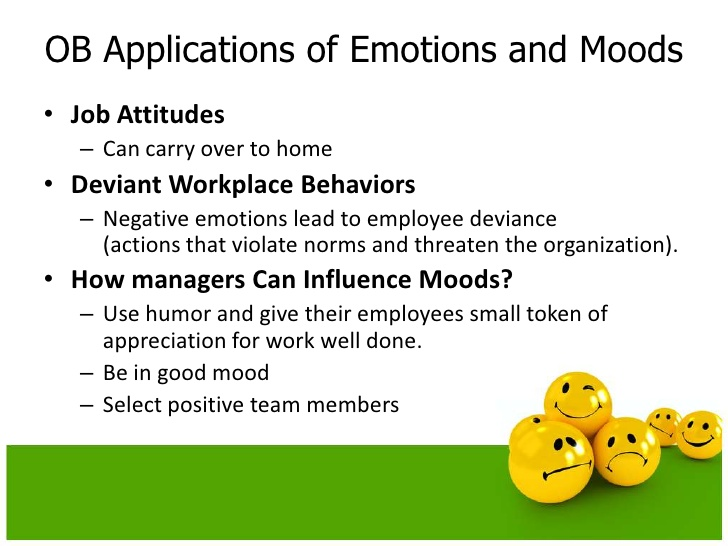 OB Applications of Emotions and Moods
• Job Attitudes
– Can carry over to home
• Deviant Workplace Behaviors
– Negative emotions lead to employee deviance
(actions that violate norms and threaten the organization).
• How managers Can Influence Moods?
– Use humor and give their employees small token of
appreciation for work well done.
– Be in good mood
– Select positive team members